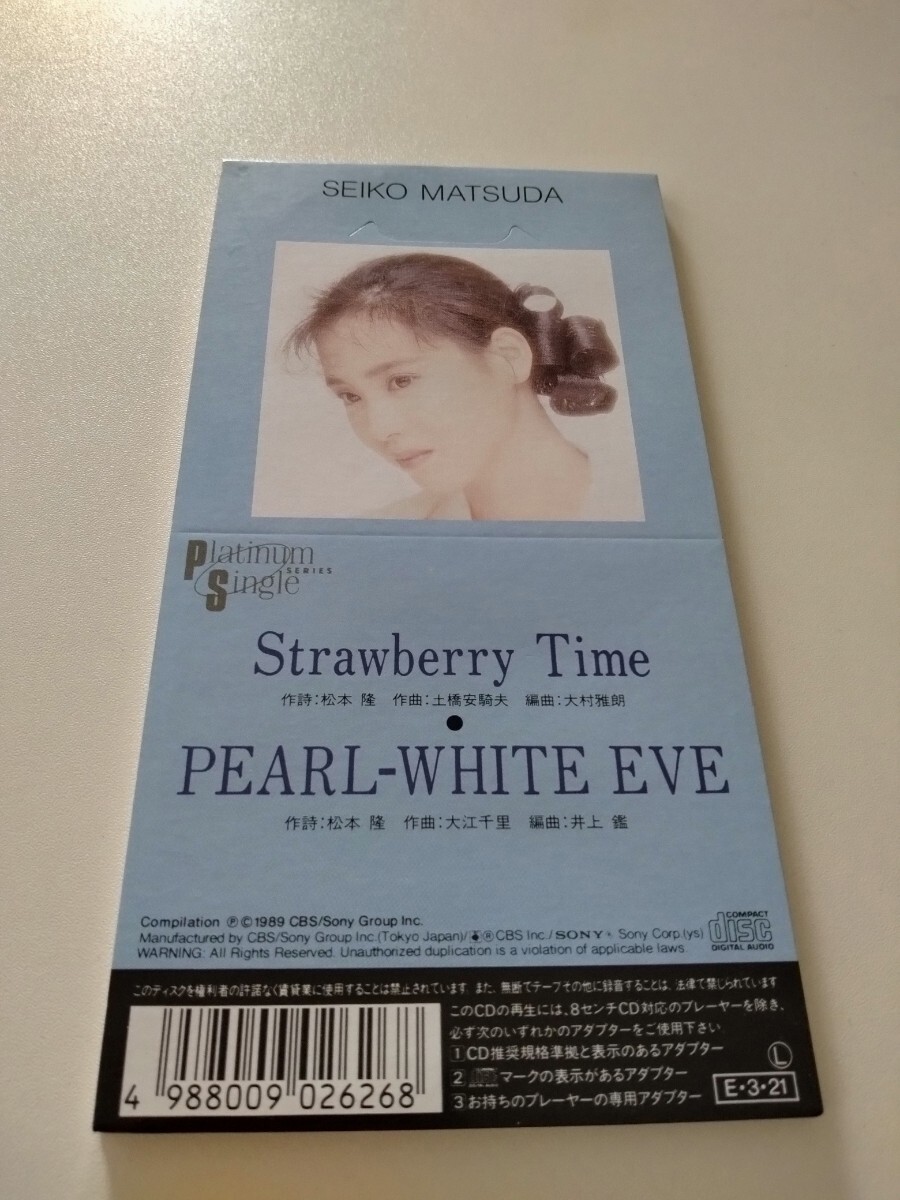 SEIKO MATSUDA
Platinum
SERIES
Single
Strawberry Time
作詩:松本 隆 作曲:土橋安騎夫 編曲:大村雅朗
●
PEARL-WHITE EVE
作詩:松本 隆 作曲:大江千里 編曲:井上 鑑
Compilation ℗©1989 CBS/Sony Group Inc.
Manufactured by CBS/Sony Group Inc.(Tokyo Japan)/®CBS Inc./SONY® Sony Corp.(ys)
WARNING: All Rights Reserved. Unauthorized duplication is a violation of applicable laws.
COMPACT
disc
DIGITAL AUDIO
このディスクを権利者の許諾なく賃貸業に使用することは禁止されています。また、無断でテープその他に録音することは、法律で禁じられています
このCDの再生には、8センチCD対応のプレーヤーを除き、
必ず次のいずれかのアダプターをご使用下さい
1 CD推奨規格準拠と表示のあるアダプター
2 マークの表示があるアダプター
3 お持ちのプレーヤーの専用アダプター
Ⓛ
E・3・21
4 988009 026268